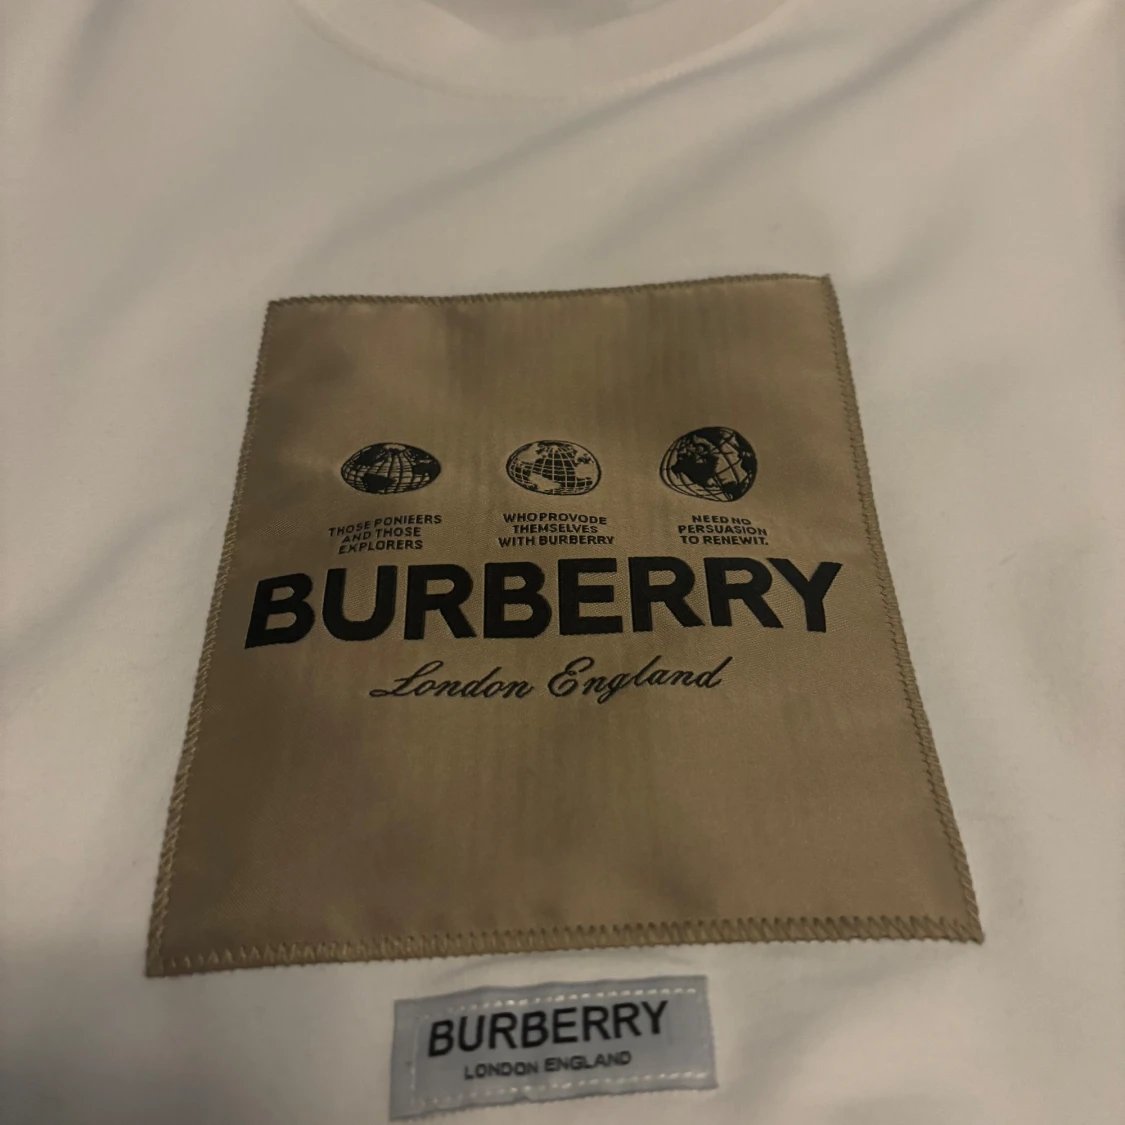 THOSE PONIEERS
AND THOSE
EXPLORERS
WHOPROVODE
THEMSELVES
WITH BURBERRY
NEED NO
PERSUASION
TO RENEWIT.
BURBERRY
London England
BURBERRY
LONDON ENGLAND